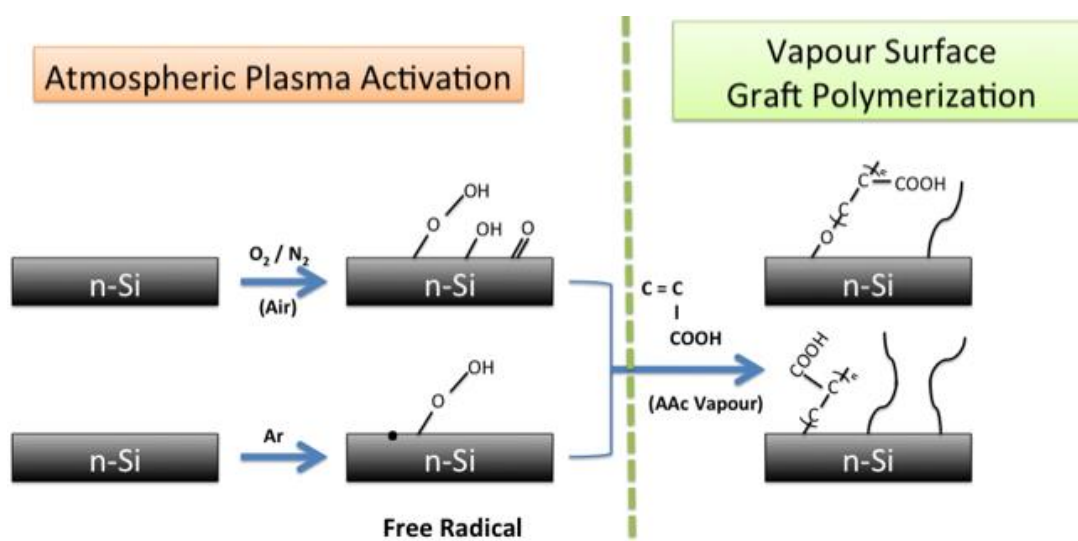 Atmospheric Plasma Activation
Vapour Surface
Graft Polymerization
n-Si
O₂ / N₂
(Air)
O
OH
OH
O
n-Si
C = C
COOH
(AAc Vapour)
O
C
C
n
COOH
n-Si
n-Si
Ar
O
OH
n-Si
Free Radical
COOH
C
C
n
n-Si